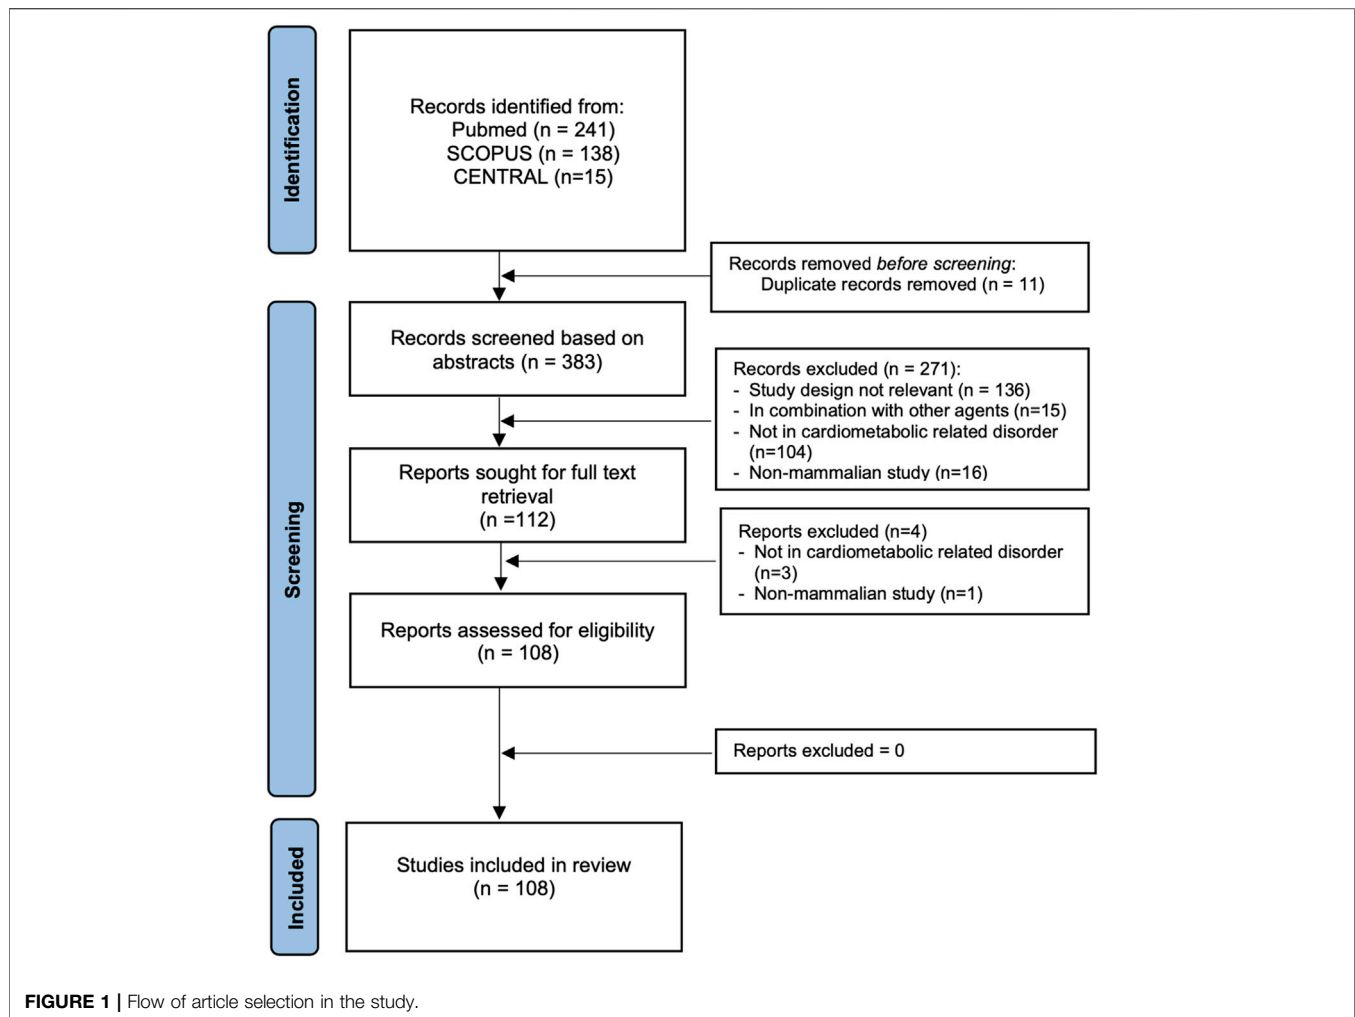 Identification
Records identified from:
Pubmed (n = 241)
SCOPUS (n = 138)
CENTRAL (n=15)
Records removed before screening:
Duplicate records removed (n = 11)
Screening
Records screened based on
abstracts (n = 383)
Records excluded (n = 271):
- Study design not relevant (n = 136)
- In combination with other agents (n=15)
- Not in cardiometabolic related disorder
(n=104)
- Non-mammalian study (n=16)
Reports sought for full text
retrieval
(n =112)
Reports excluded (n=4)
- Not in cardiometabolic related disorder
(n=3)
- Non-mammalian study (n=1)
Reports assessed for eligibility
(n = 108)
Reports excluded = 0
Included
Studies included in review
(n = 108)
FIGURE 1 | Flow of article selection in the study.